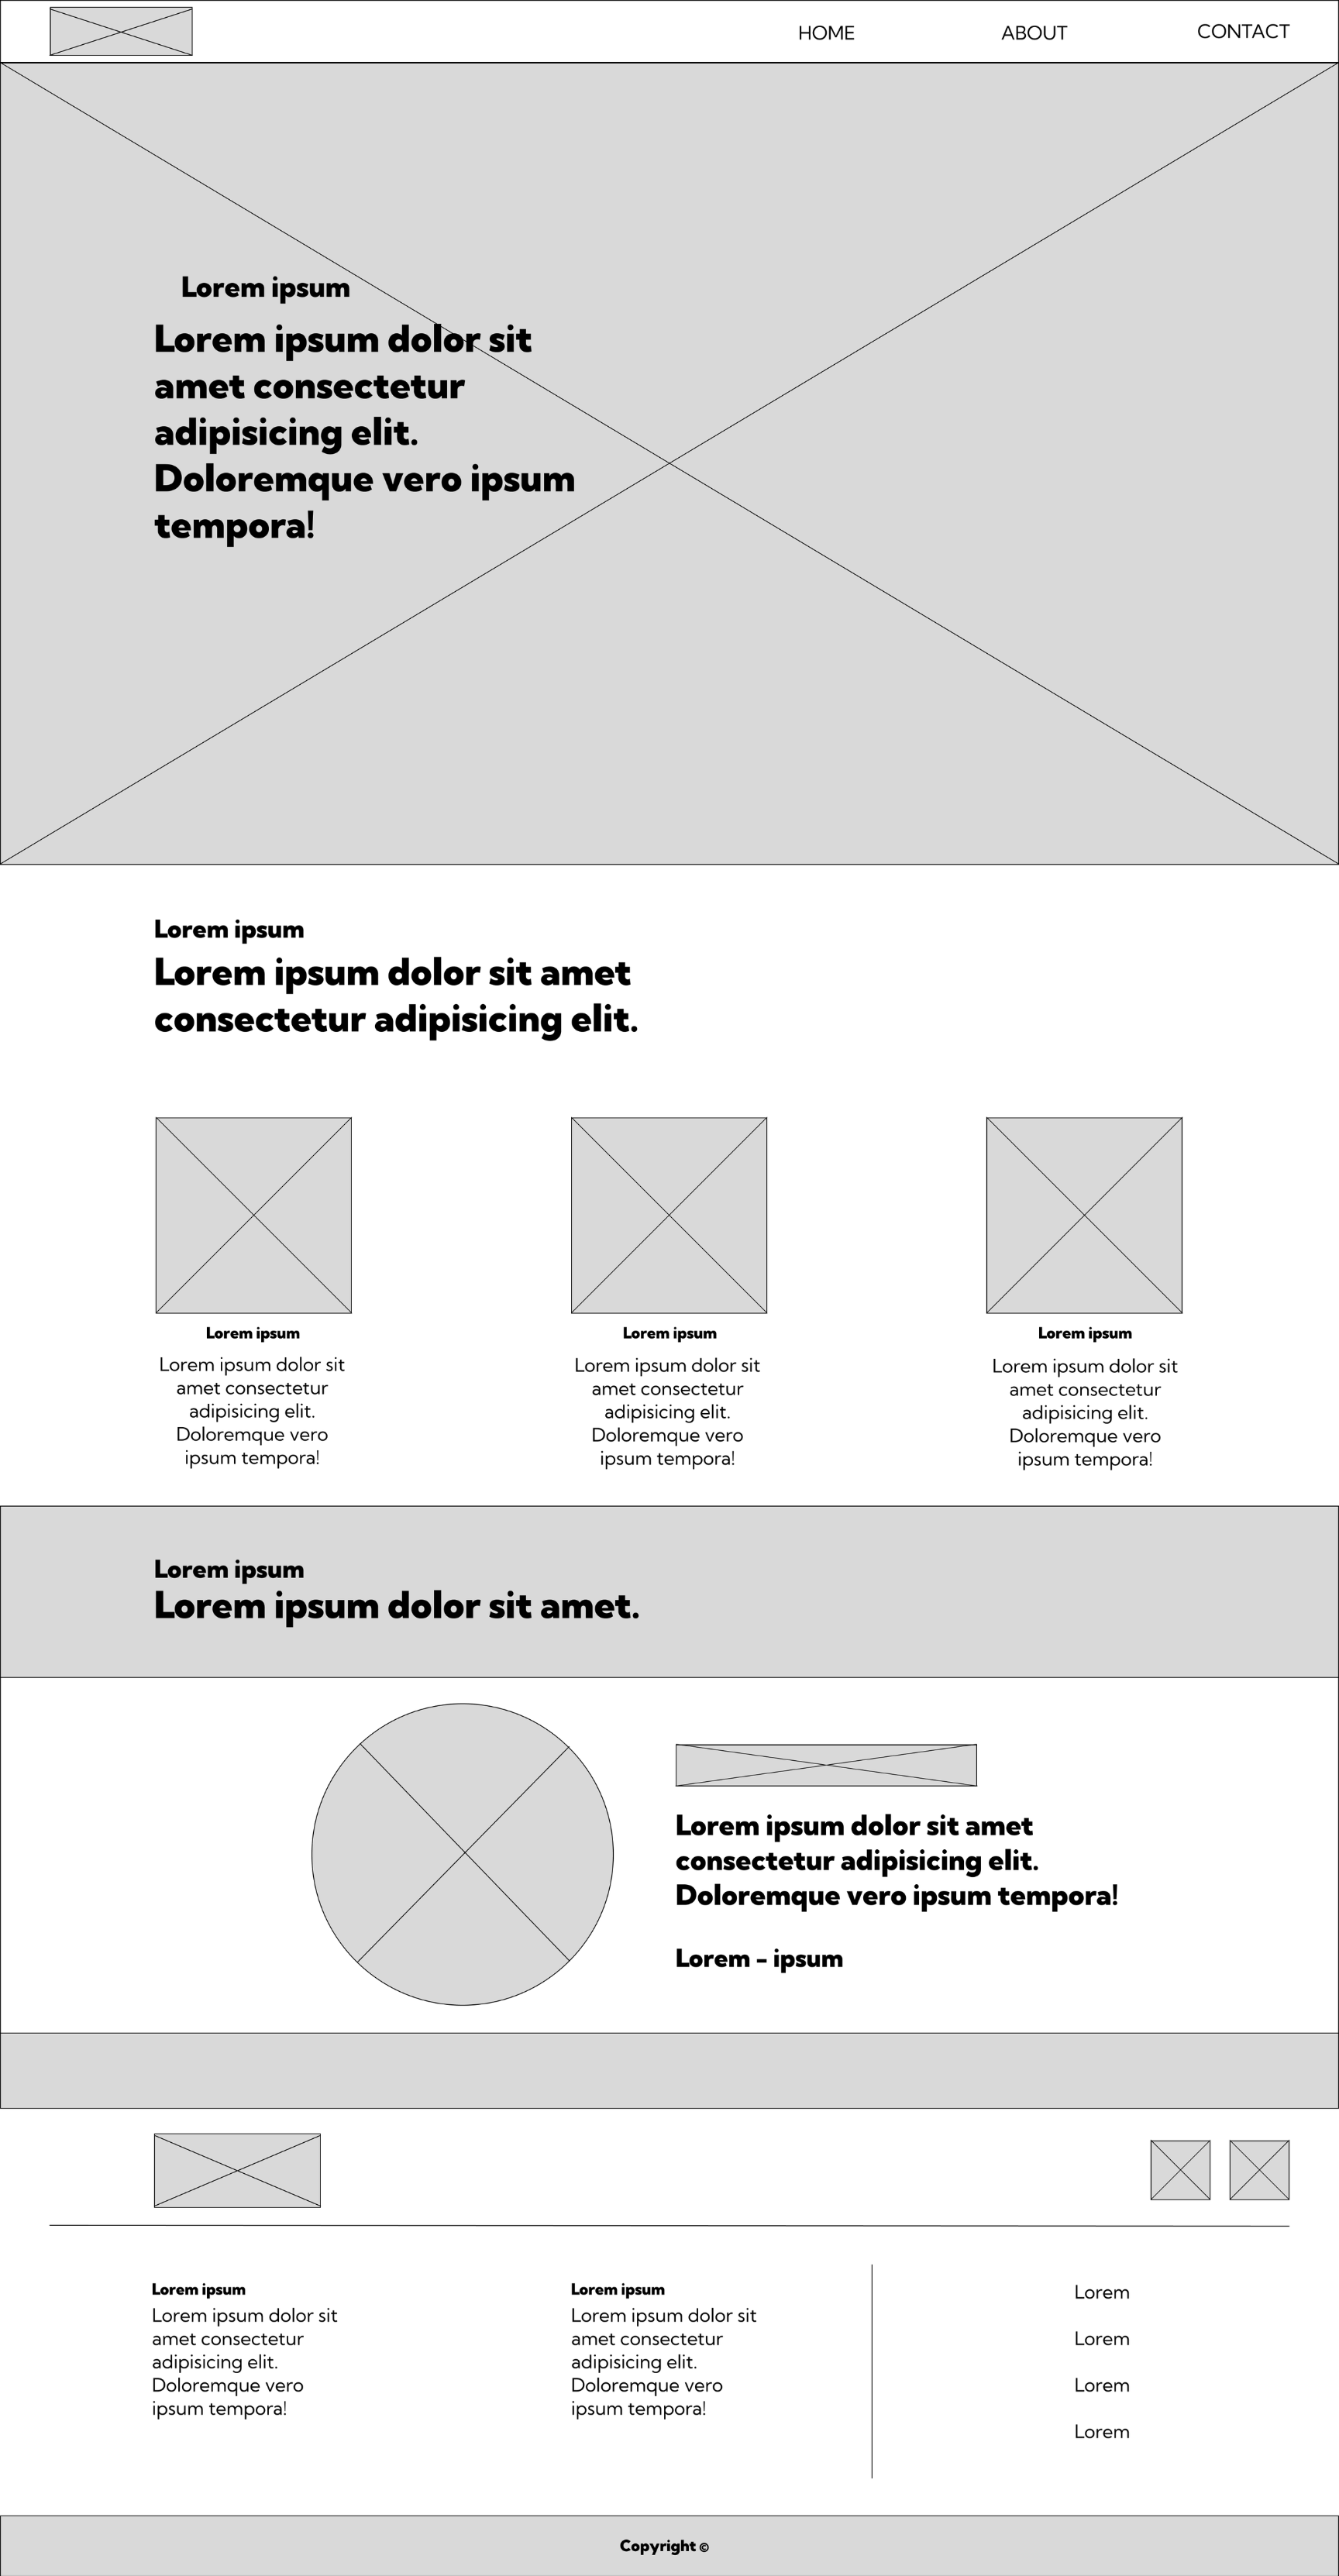 HOME
ABOUT
CONTACT
Lorem ipsum
Lorem ipsum dolor sit
amet consectetur
adipisicing elit.
Doloremque vero ipsum
tempora!
Lorem ipsum
Lorem ipsum dolor sit amet
consectetur adipisicing elit.
Lorem ipsum
Lorem ipsum dolor sit
amet consectetur
adipisicing elit.
Doloremque vero
ipsum tempora!
Lorem ipsum
Lorem ipsum dolor sit
amet consectetur
adipisicing elit.
Doloremque vero
ipsum tempora!
Lorem ipsum
Lorem ipsum dolor sit
amet consectetur
adipisicing elit.
Doloremque vero
ipsum tempora!
Lorem ipsum
Lorem ipsum dolor sit amet.
Lorem ipsum dolor sit amet
consectetur adipisicing elit.
Doloremque vero ipsum tempora!
Lorem - ipsum
Lorem ipsum
Lorem ipsum dolor sit
amet consectetur
adipisicing elit.
Doloremque vero
ipsum tempora!
Lorem ipsum
Lorem ipsum dolor sit
amet consectetur
adipisicing elit.
Doloremque vero
ipsum tempora!
Lorem
Lorem
Lorem
Lorem
Copyright ©